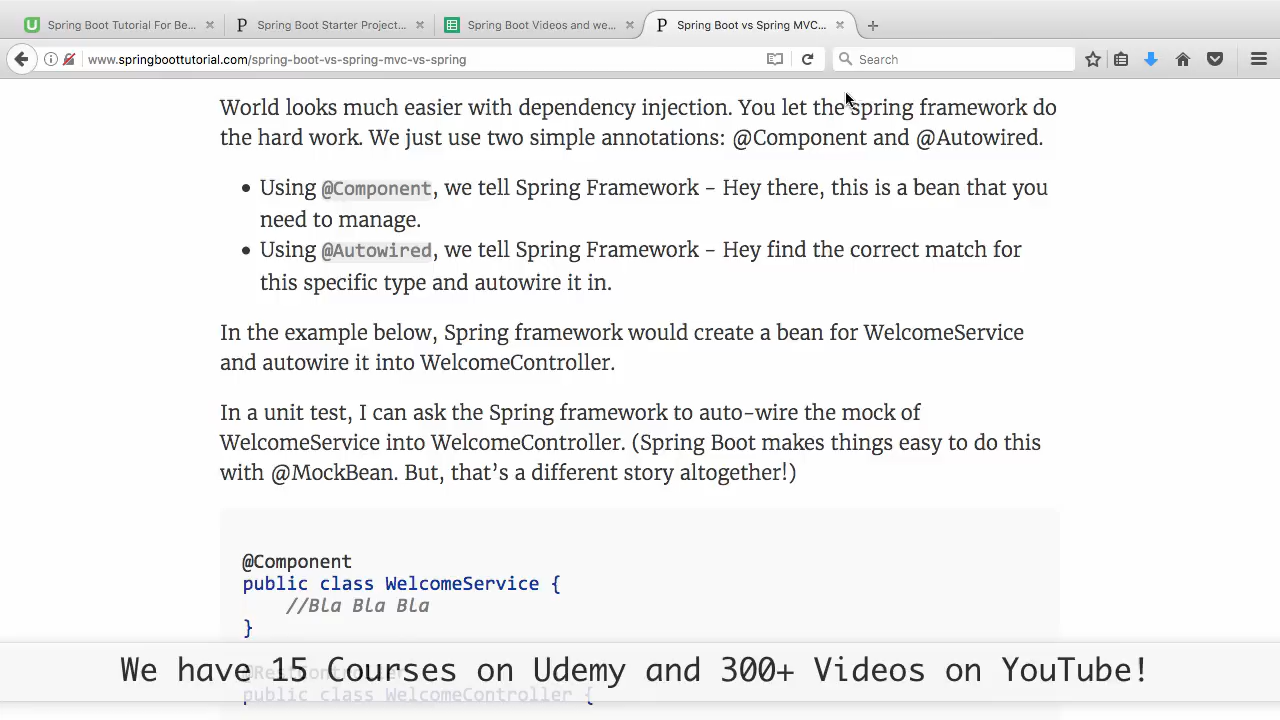 Spring Boot Tutorial For Be...
Spring Boot Starter Project...
Spring Boot Videos and we...
Spring Boot vs Spring MVC...
www.springboottutorial.com/spring-boot-vs-spring-mvc-vs-spring
Search
World looks much easier with dependency injection. You let the spring framework do
the hard work. We just use two simple annotations: @Component and @Autowired.
• Using @Component, we tell Spring Framework – Hey there, this is a bean that you
need to manage.
• Using @Autowired, we tell Spring Framework – Hey find the correct match for
this specific type and autowire it in.
In the example below, Spring framework would create a bean for WelcomeService
and autowire it into WelcomeController.
In a unit test, I can ask the Spring framework to auto-wire the mock of
WelcomeService into WelcomeController. (Spring Boot makes things easy to do this
with @MockBean. But, that’s a different story altogether!)
@Component
public class WelcomeService {
//Bla Bla Bla
}
We have 15 Courses on Udemy and 300+ Videos on YouTube!
public class WelcomeController {